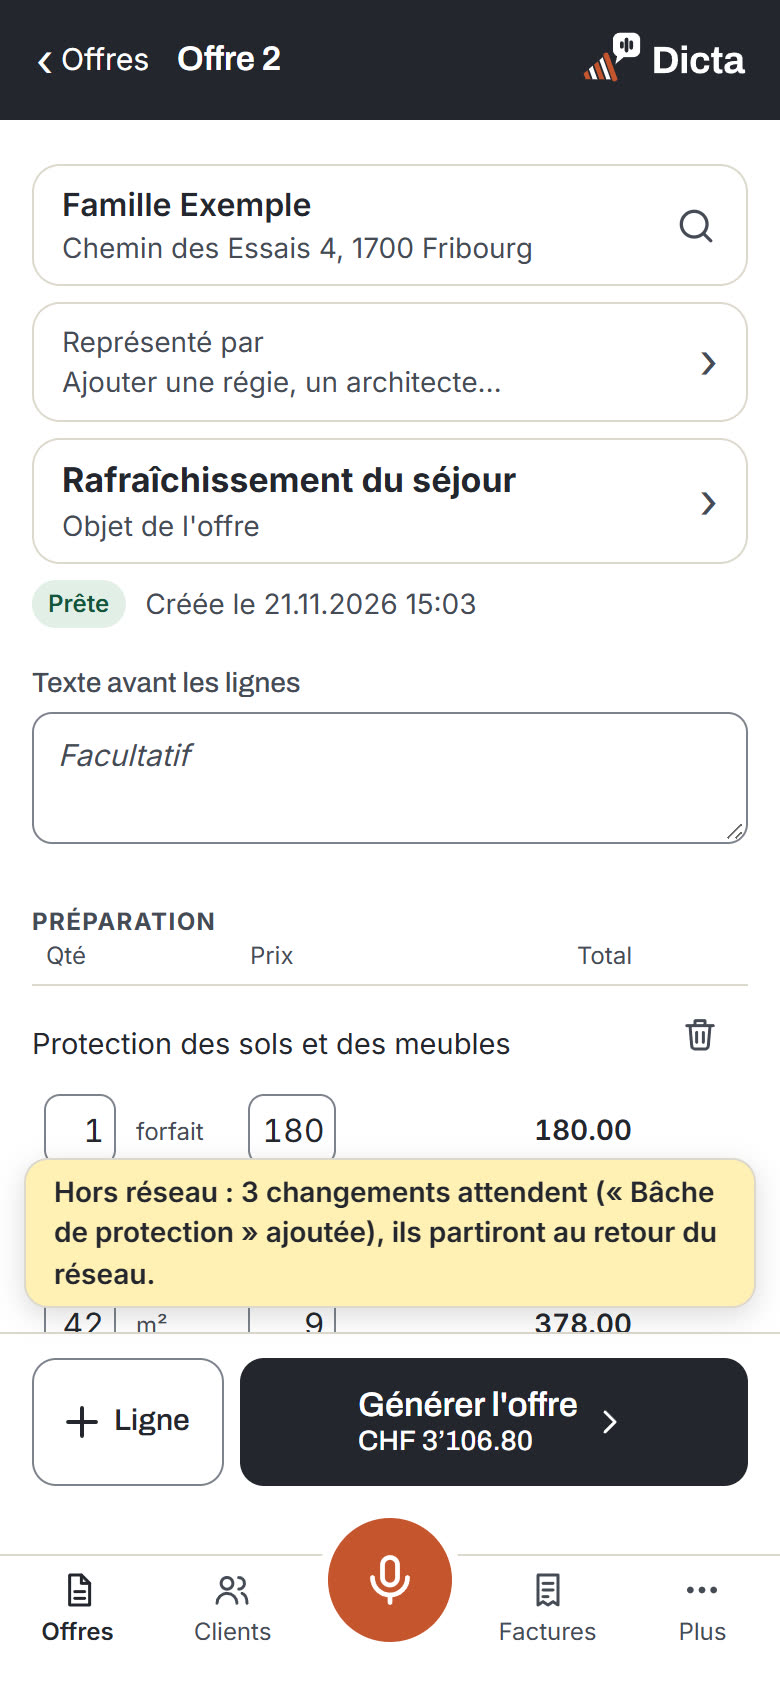 Offres
Offre 2
Dicta
Famille Exemple
Chemin des Essais 4, 1700 Fribourg
Représenté par
Ajouter une régie, un architecte...
Rafraîchissement du séjour
Objet de l'offre
Prête
Créée le 21.11.2026 15:03
Texte avant les lignes
Facultatif
PRÉPARATION
Qté Prix Total
Protection des sols et des meubles
1 forfait 180 180.00
Hors réseau : 3 changements attendent (« Bâche
de protection » ajoutée), ils partiront au retour du
réseau.
42 m² 9 378.00
Ligne
Générer l'offre
CHF 3’106.80
Offres
Clients
Factures
Plus